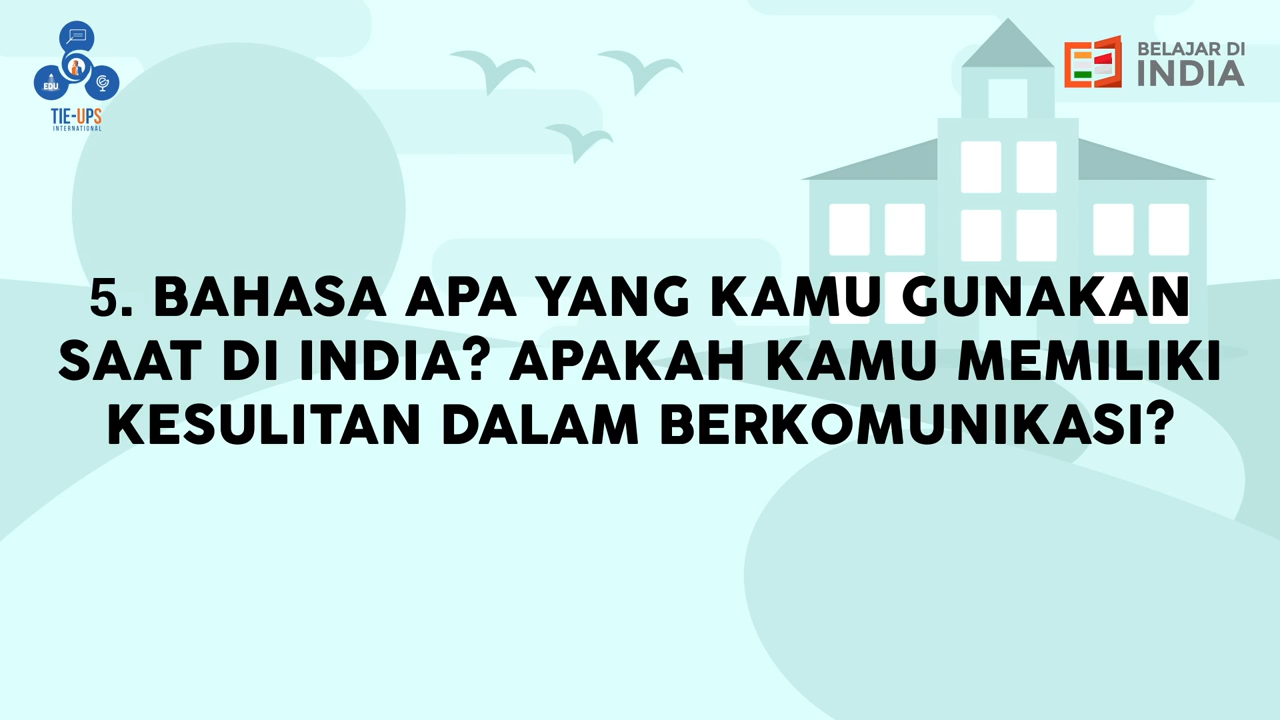 EDU
TIE-UPS
INTERNATIONAL
BELAJAR DI
INDIA
5. BAHASA APA YANG KAMU GUNAKAN
SAAT DI INDIA? APAKAH KAMU MEMILIKI
KESULITAN DALAM BERKOMUNIKASI?